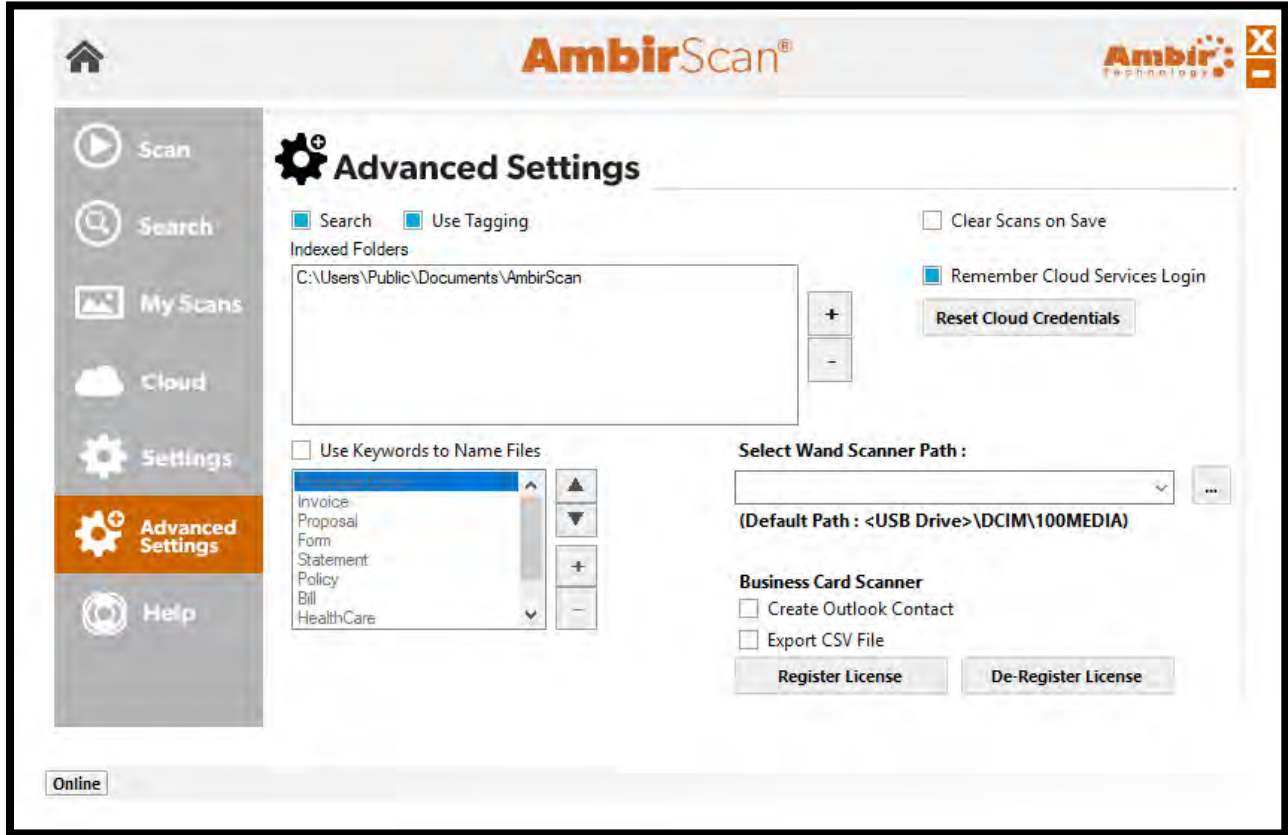 AmbirScan®
Ambir
Technology
X
Scan
Search
My Scans
Cloud
Settings
Advanced
Settings
Help
Advanced Settings
Search
Use Tagging
Indexed Folders
C:\Users\Public\Documents\AmbirScan
+
-
Clear Scans on Save
Remember Cloud Services Login
Reset Cloud Credentials
Use Keywords to Name Files
Invoice
Proposal
Form
Statement
Policy
Bill
HealthCare
+
-
Select Wand Scanner Path :
...
(Default Path : <USB Drive>\DCIM\100MEDIA)
Business Card Scanner
Create Outlook Contact
Export CSV File
Register License
De-Register License
Online